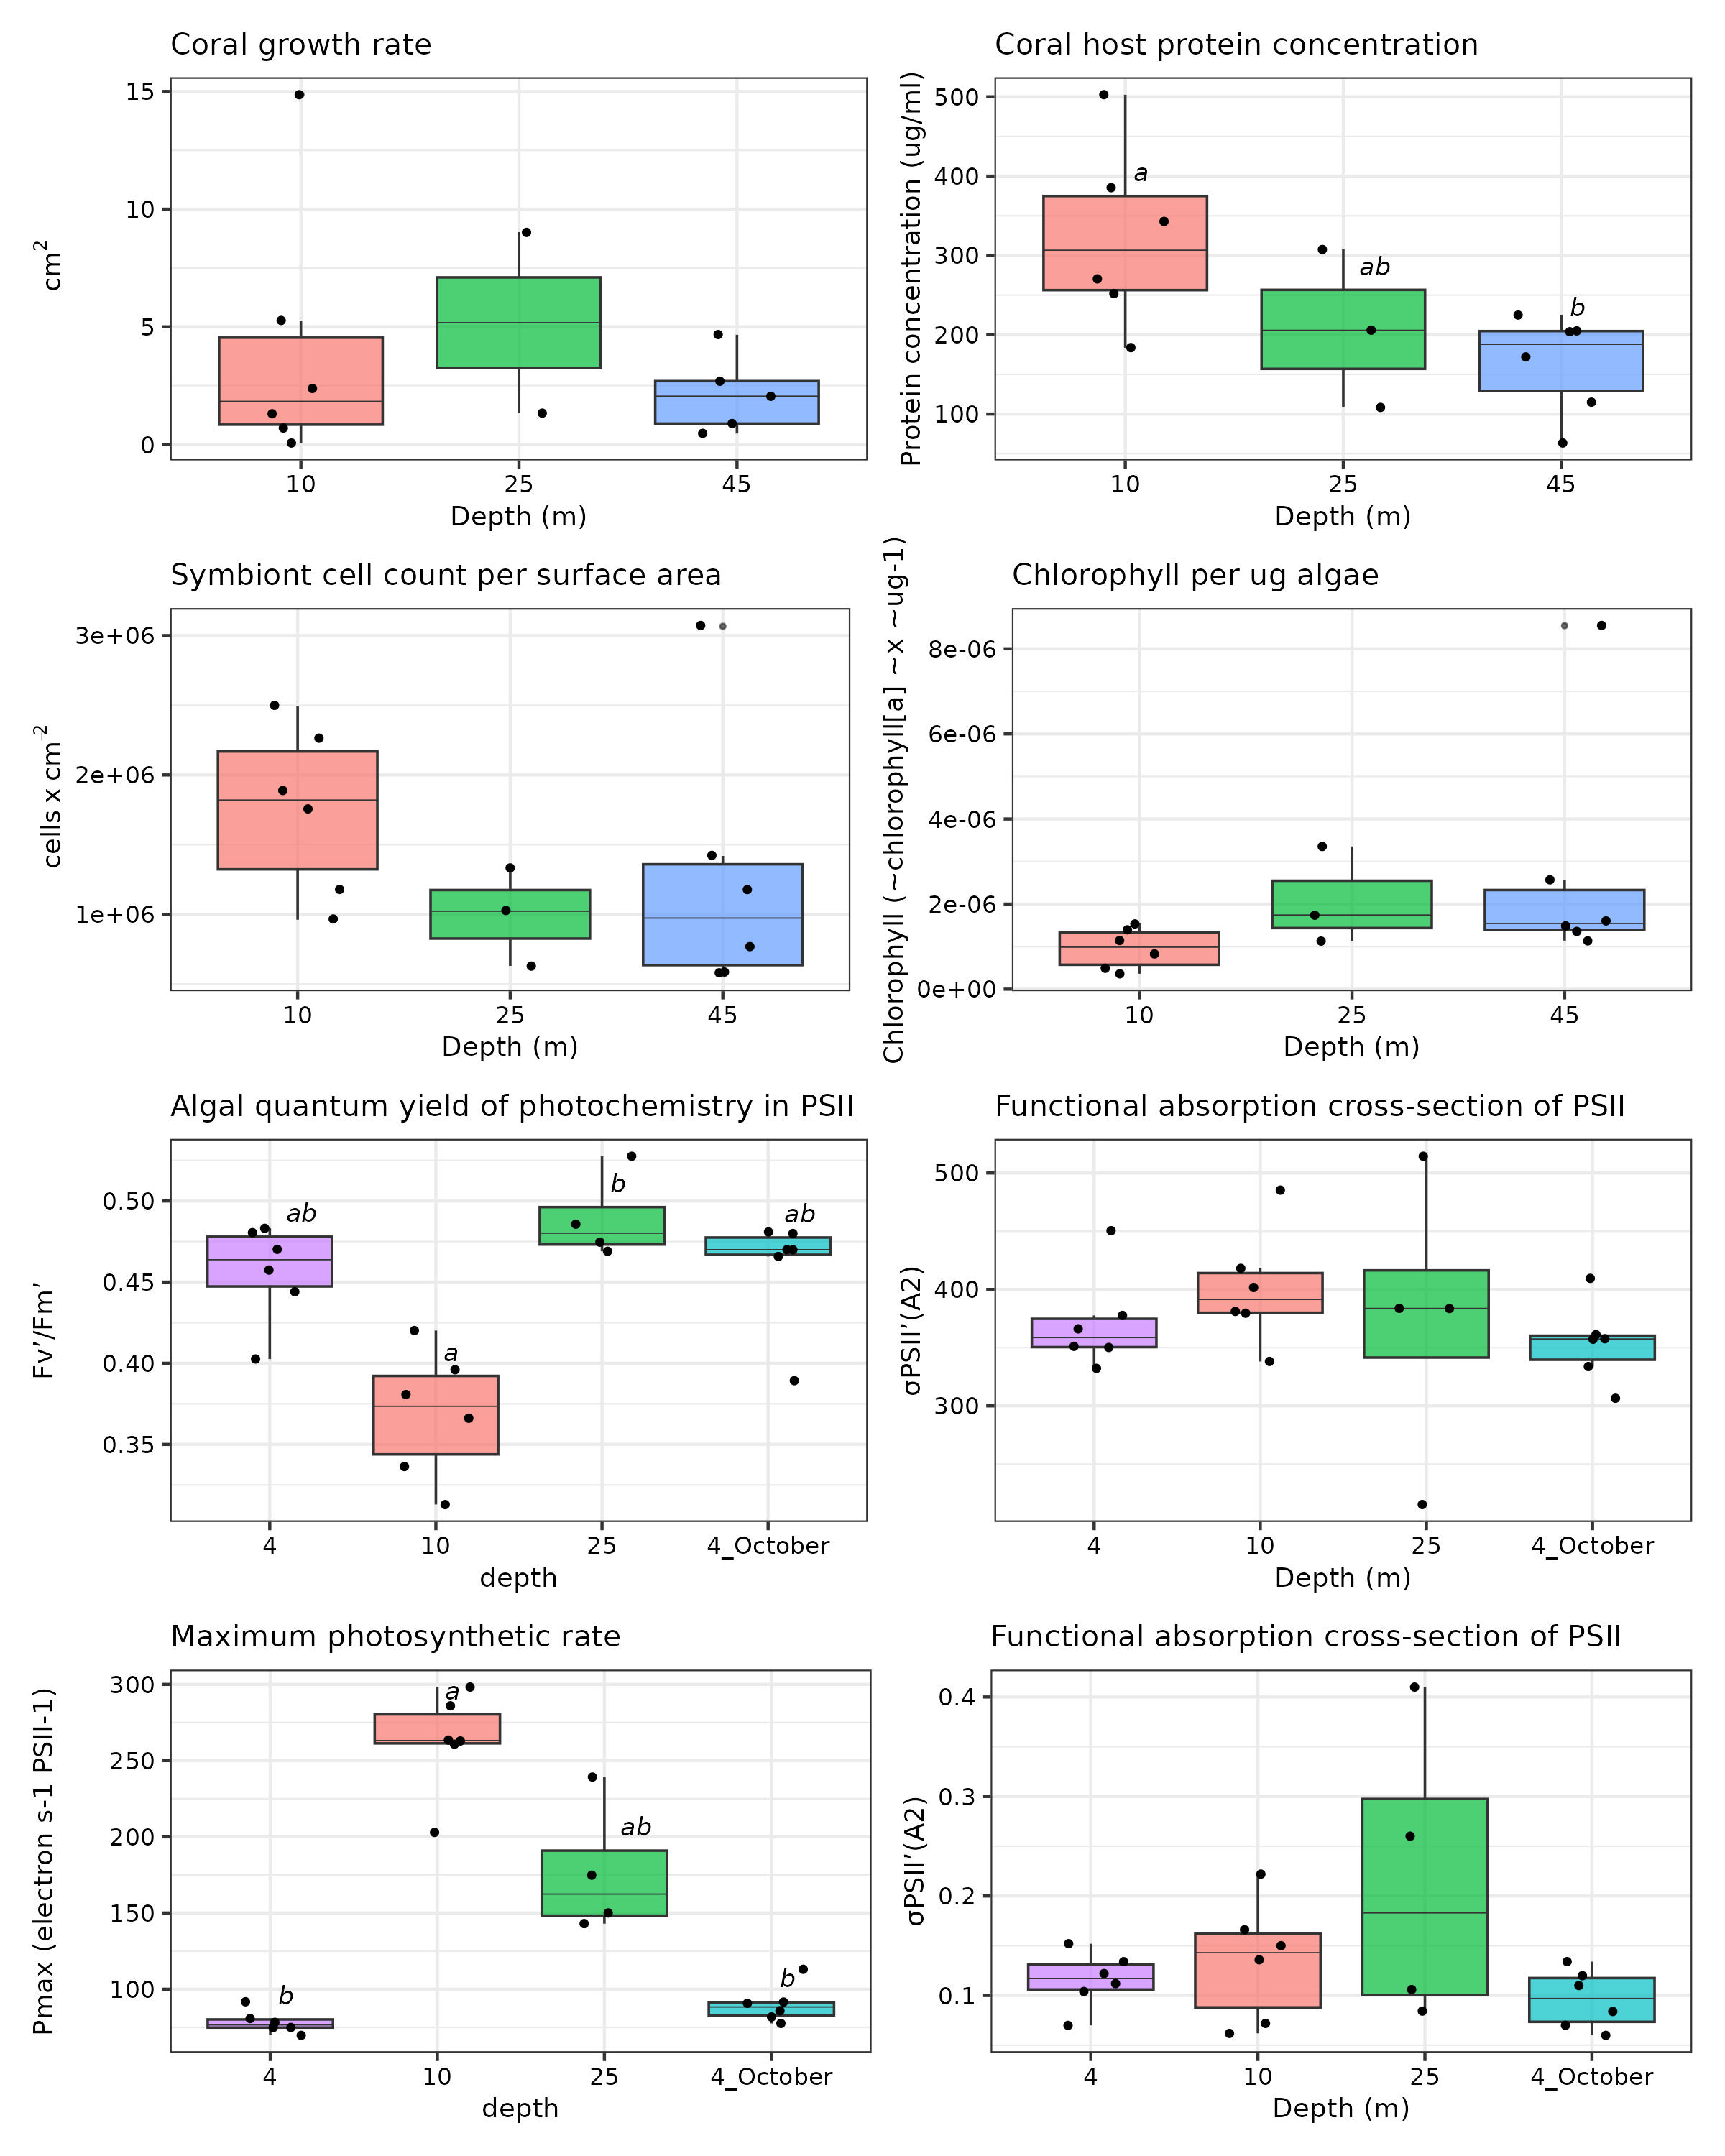 Coral growth rate
cm2
15
10
5
0
10 25 45
Depth (m)
Coral host protein concentration
Protein concentration (ug/ml)
500
400
300
200
100
a
ab
b
10 25 45
Depth (m)
Symbiont cell count per surface area
cells x cm-2
3e+06
2e+06
1e+06
10 25 45
Depth (m)
Chlorophyll per ug algae
Chlorophyll (~chlorophyll[a] ~x ~ug-1)
8e-06
6e-06
4e-06
2e-06
0e+00
10 25 45
Depth (m)
Algal quantum yield of photochemistry in PSII
Fv’/Fm’
0.50
0.45
0.40
0.35
ab
a
b
ab
4 10 25 4_October
depth
Functional absorption cross-section of PSII
σPSII’(A2)
500
400
300
4 10 25 4_October
Depth (m)
Maximum photosynthetic rate
Pmax (electron s-1 PSII-1)
300
250
200
150
100
b
a
ab
b
4 10 25 4_October
depth
Functional absorption cross-section of PSII
σPSII’(A2)
0.4
0.3
0.2
0.1
4 10 25 4_October
Depth (m)